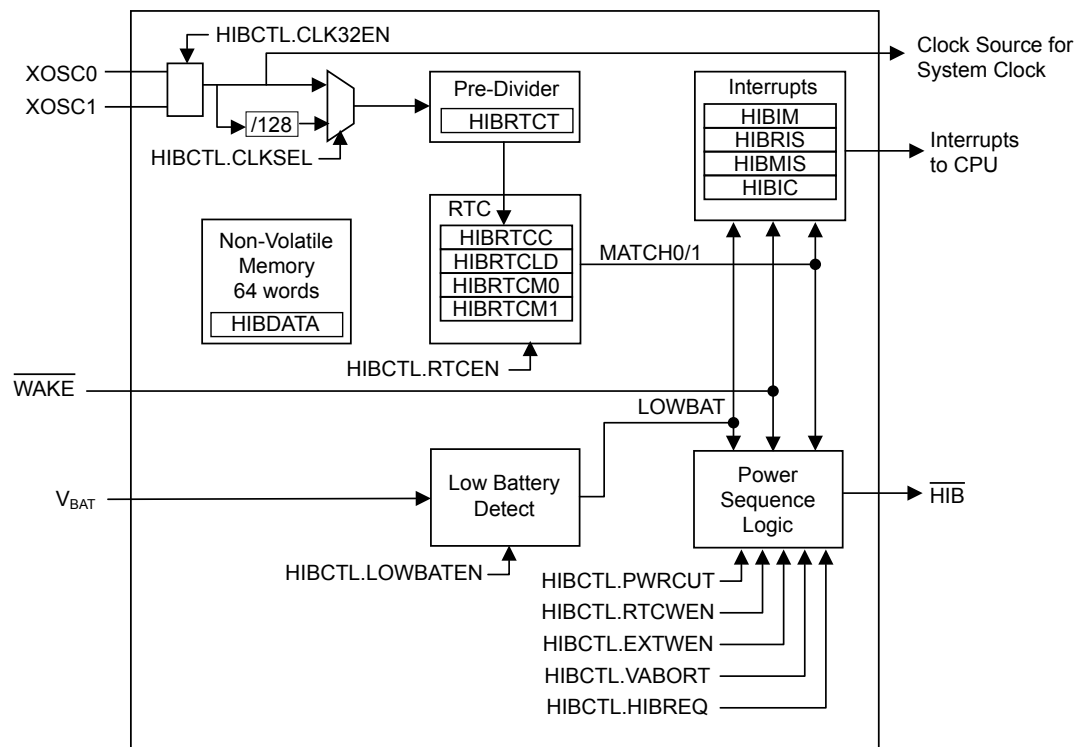 HIBCTL.CLK32EN
XOSC0
XOSC1
/128
HIBCTL.CLKSEL
Pre-Divider
HIBRTCT
Clock Source for
System Clock
Interrupts
HIBIM
HIBRIS
HIBMIS
HIBIC
Interrupts
to CPU
Non-Volatile
Memory
64 words
HIBDATA
RTC
HIBRTCC
HIBRTCLD
HIBRTCM0
HIBRTCM1
MATCH0/1
HIBCTL.RTCEN
WAKE
LOWBAT
VBAT
Low Battery
Detect
HIBCTL.LOWBATEN
Power
Sequence
Logic
HIB
HIBCTL.PWRCUT
HIBCTL.RTCWEN
HIBCTL.EXTWEN
HIBCTL.VABORT
HIBCTL.HIBREQ